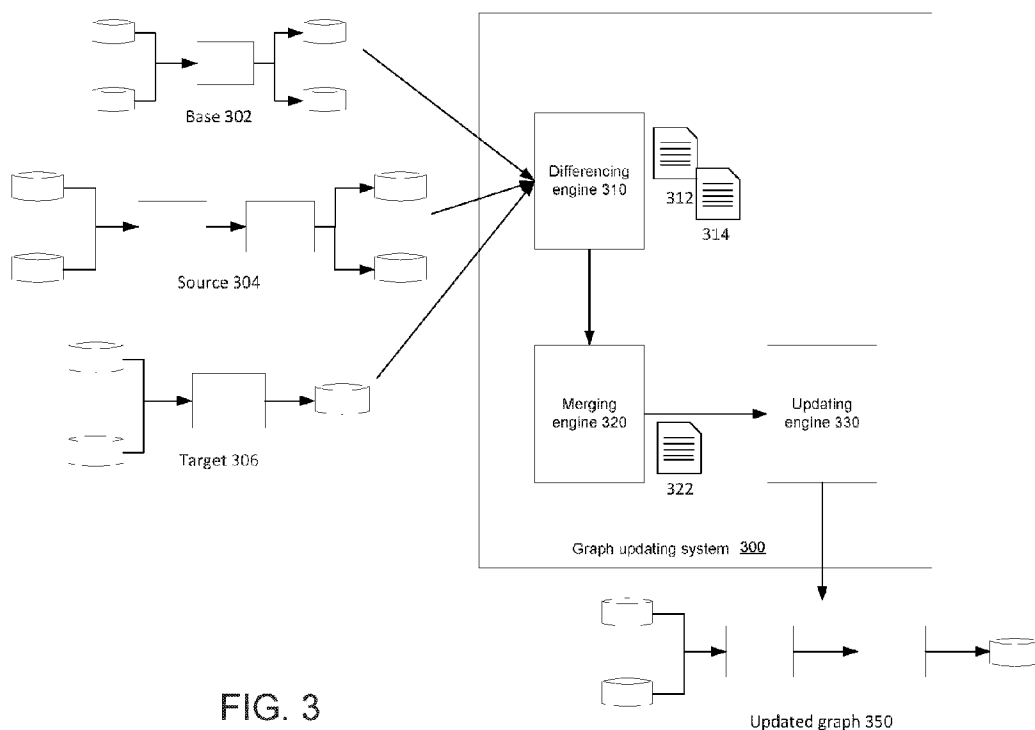 Base 302
Differencing
engine 310
312
314
Source 304
Merging
engine 320
Updating
engine 330
Target 306
322
Graph updating system 300
FIG. 3
Updated graph 350